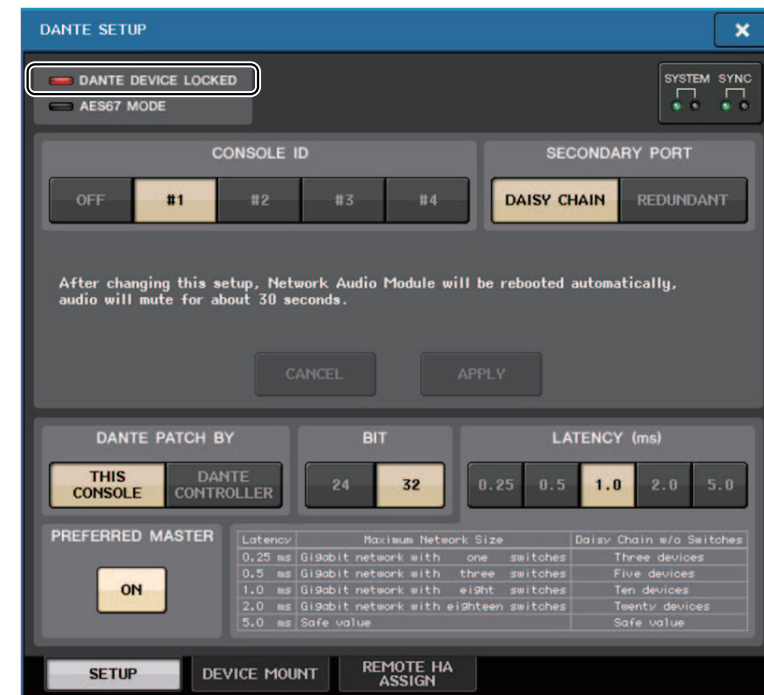 DANTE SETUP
DANTE DEVICE LOCKED
AES67 MODE
SYSTEM SYNC
CONSOLE ID
OFF #1 #2 #3 #4
SECONDARY PORT
DAISY CHAIN REDUNDANT
After changing this setup, Network Audio Module will be rebooted automatically,
audio will mute for about 30 seconds.
CANCEL APPLY
DANTE PATCH BY
THIS CONSOLE DANTE CONTROLLER
BIT
24 32
LATENCY (ms)
0.25 0.5 1.0 2.0 5.0
PREFERRED MASTER
ON
Latency Maximum Network Size Daisy Chain w/o Switches
0.25 ms Gigabit network with one switches Three devices
0.5 ms Gigabit network with three switches Five devices
1.0 ms Gigabit network with eight switches Ten devices
2.0 ms Gigabit network with eighteen switches Twenty devices
5.0 ms Safe value Safe value
SETUP DEVICE MOUNT REMOTE HA ASSIGN